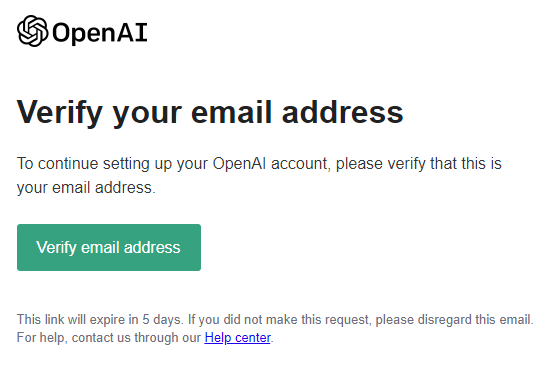 OpenAI
Verify your email address
To continue setting up your OpenAI account, please verify that this is
your email address.
Verify email address
This link will expire in 5 days. If you did not make this request, please disregard this email.
For help, contact us through our Help center.